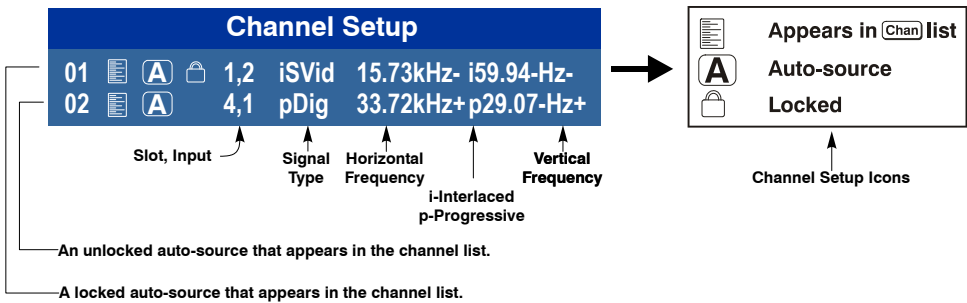 Channel Setup
01 A 1,2 iSVid 15.73kHz- i59.94-Hz-
02 A 4,1 pDig 33.72kHz+ p29.07-Hz+
Slot, Input
Signal Type
Horizontal Frequency
i-Interlaced
p-Progressive
Vertical Frequency
An unlocked auto-source that appears in the channel list.
A locked auto-source that appears in the channel list.
Appears in Chan list
A Auto-source
Locked
Channel Setup Icons